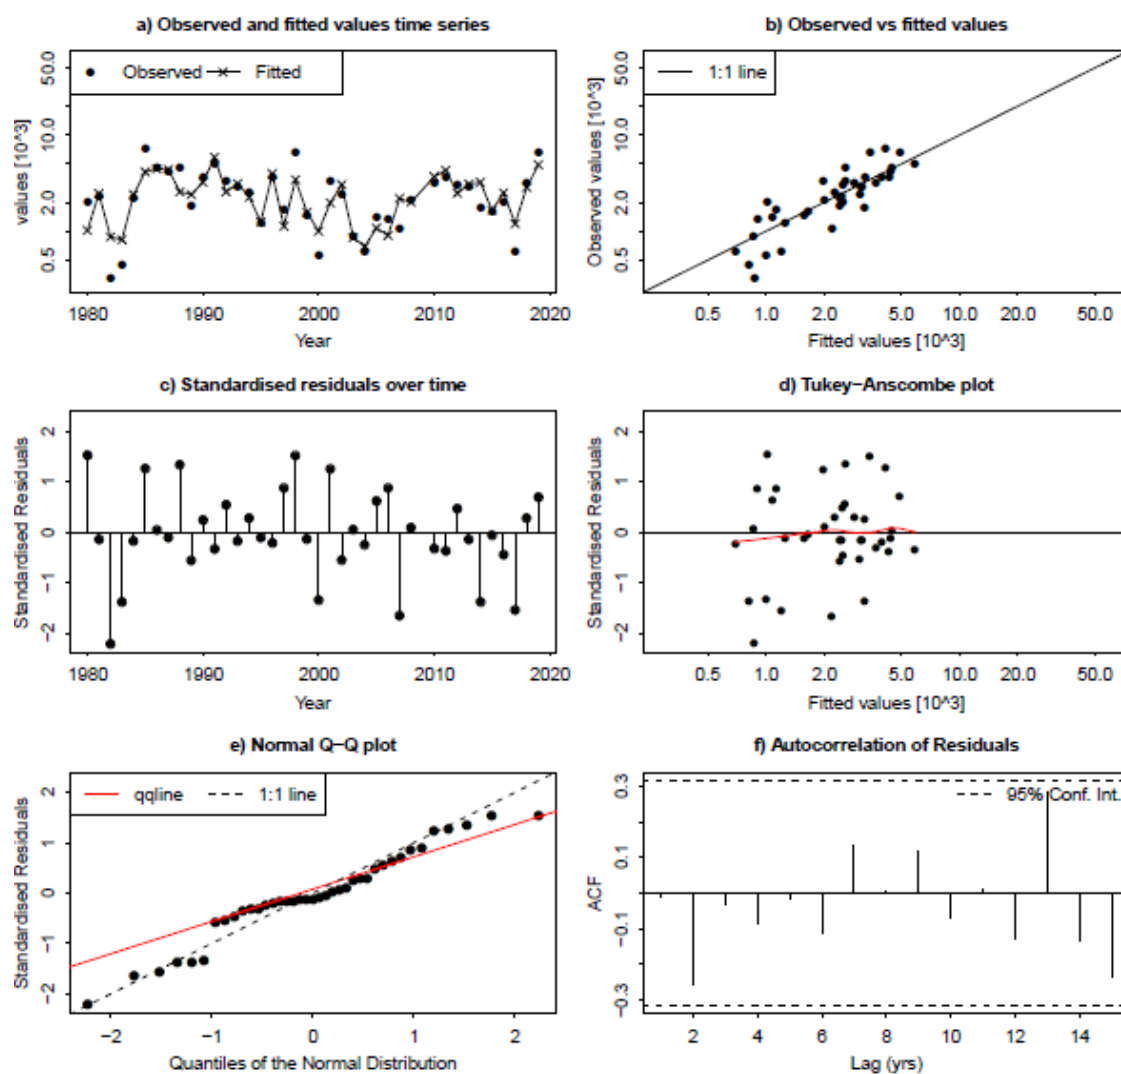 a) Observed and fitted values time series
values [10^3]
50.0
10.0
2.0
0.5
Observed
Fitted
1980
1990
2000
2010
2020
Year
b) Observed vs fitted values
Observed values [10^3]
50.0
10.0
2.0
0.5
1:1 line
0.5
1.0
2.0
5.0
10.0
50.0
Fitted values [10^3]
c) Standardised residuals over time
Standardised Residuals
2
1
0
−1
−2
1980
1990
2000
2010
2020
Year
d) Tukey−Anscombe plot
Standardised Residuals
2
1
0
−1
−2
0.5
1.0
2.0
5.0
10.0
50.0
Fitted values [10^3]
e) Normal Q−Q plot
Standardised Residuals
2
1
0
−1
−2
qqline
1:1 line
−2
−1
0
1
2
Quantiles of the Normal Distribution
f) Autocorrelation of Residuals
ACF
0.3
0.1
−0.1
−0.3
95% Conf. Int.
2
4
6
8
10
12
14
Lag (yrs)